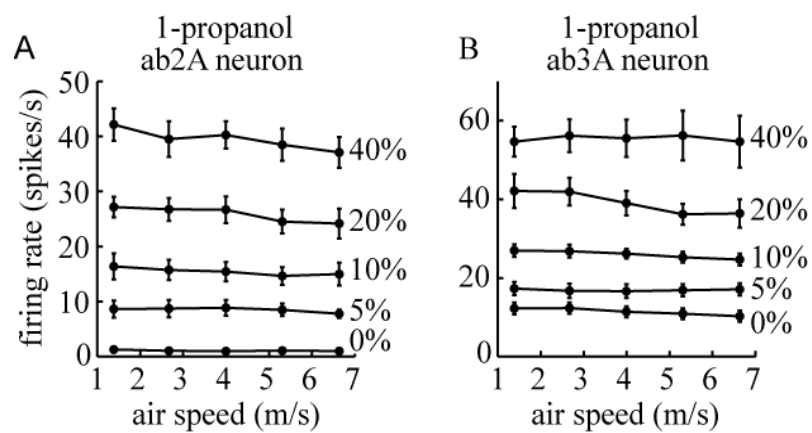 A
1-propanol
ab2A neuron
firing rate (spikes/s)
50
40
30
20
10
0
40%
20%
10%
5%
0%
1 2 3 4 5 6 7
air speed (m/s)
B
1-propanol
ab3A neuron
60
40
20
0
40%
20%
10%
5%
0%
1 2 3 4 5 6 7
air speed (m/s)